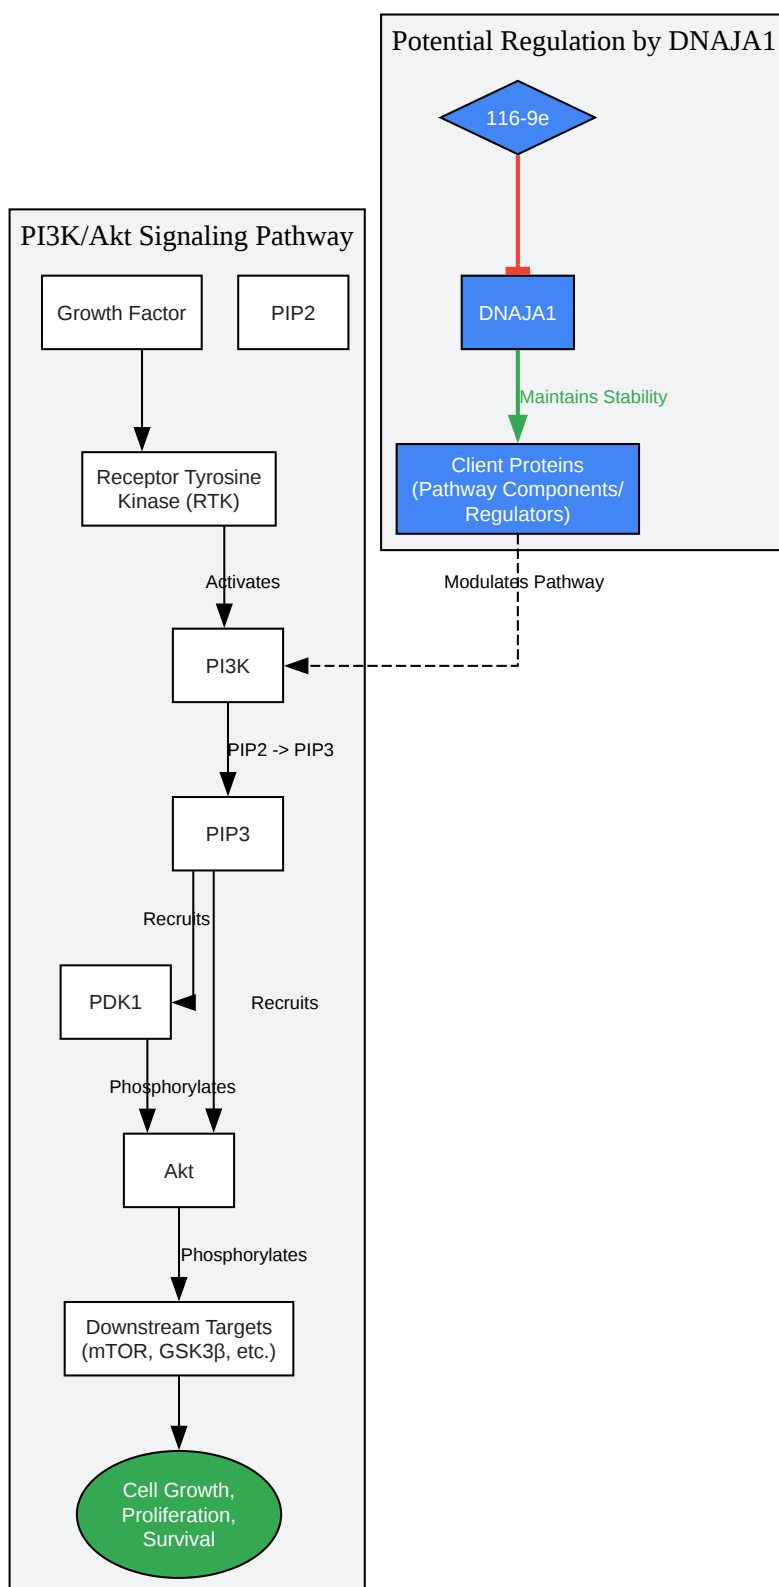 Potential Regulation by DNAJA1
116-9e
DNAJA1
Maintains Stability
Client Proteins
(Pathway Components/
Regulators)
Modulates Pathway
PI3K/Akt Signaling Pathway
Growth Factor
PIP2
Receptor Tyrosine
Kinase (RTK)
Activates
PI3K
PIP2 -> PIP3
PIP3
Recruits
PDK1
Recruits
Phosphorylates
Akt
Phosphorylates
Downstream Targets
(mTOR, GSK3β, etc.)
Cell Growth,
Proliferation,
Survival